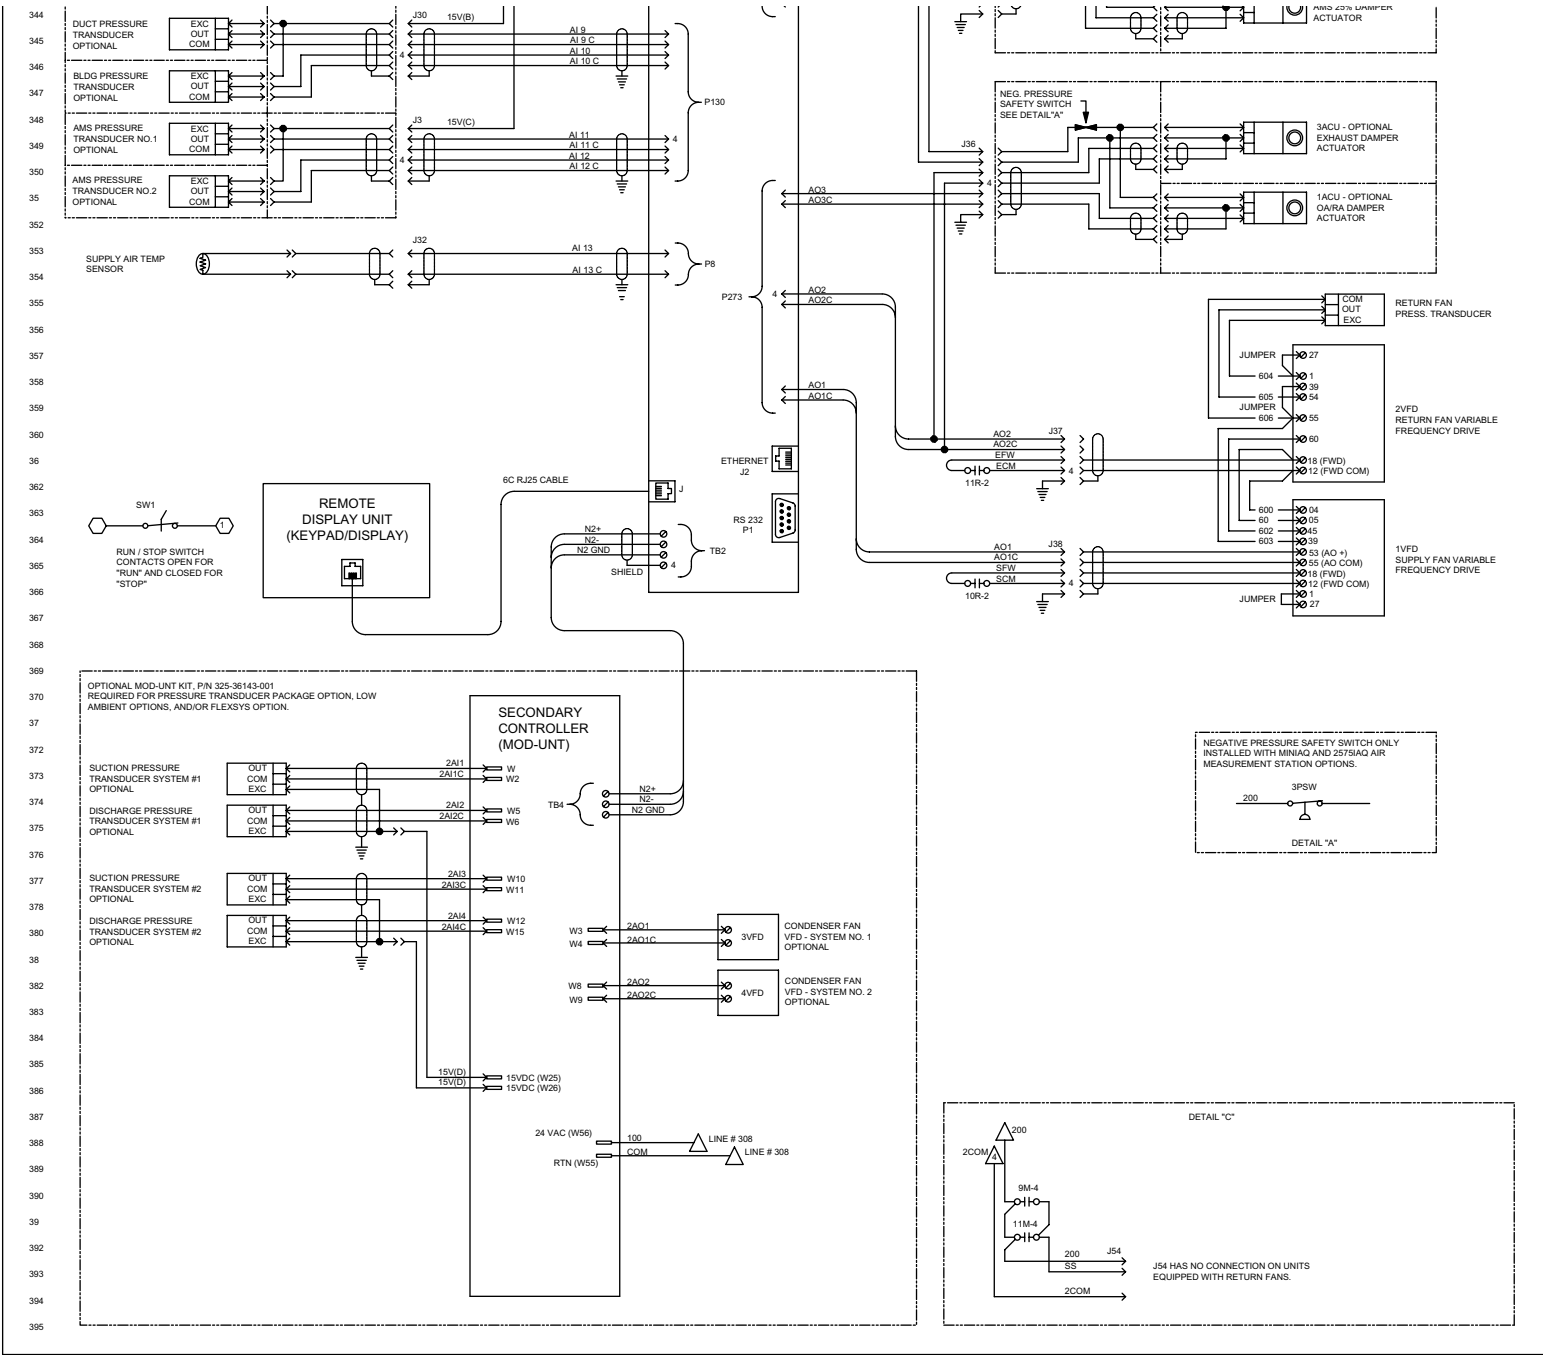 344
345
346
347
348
349
350
35
352
353
354
355
356
357
358
359
360
36
362
363
364
365
366
367
368
369
370
37
372
373
374
375
376
377
378
380
38
382
383
384
385
386
387
388
389
390
39
392
393
394
395
DUCT PRESSURE
TRANSDUCER
OPTIONAL
EXC
OUT
COM
BLDG PRESSURE
TRANSDUCER
OPTIONAL
EXC
OUT
COM
AMS PRESSURE
TRANSDUCER NO.1
OPTIONAL
EXC
OUT
COM
AMS PRESSURE
TRANSDUCER NO.2
OPTIONAL
EXC
OUT
COM
J30
15V(B)
4
AI 9
AI 9 C
AI 10
AI 10 C
J3
15V(C)
4
AI 11
AI 11 C
AI 12
AI 12 C
4
P130
SUPPLY AIR TEMP
SENSOR
J32
AI 13
AI 13 C
P8
P273
4
AO3
AO3C
AO2
AO2C
AO1
AO1C
ETHERNET
J2
RS 232
P1
J
6C RJ25 CABLE
N2+
N2-
N2 GND
SHIELD
4
TB2
SW1
1
RUN / STOP SWITCH
CONTACTS OPEN FOR
"RUN" AND CLOSED FOR
"STOP"
REMOTE
DISPLAY UNIT
(KEYPAD/DISPLAY)
AMS 25% DAMPER
ACTUATOR
NEG. PRESSURE
SAFETY SWITCH
SEE DETAIL"A"
J36
4
3ACU - OPTIONAL
EXHAUST DAMPER
ACTUATOR
1ACU - OPTIONAL
OA/RA DAMPER
ACTUATOR
COM
OUT
EXC
RETURN FAN
PRESS. TRANSDUCER
JUMPER
27
604
1
39
605
54
JUMPER
606
55
60
18 (FWD)
12 (FWD COM)
2VFD
RETURN FAN VARIABLE
FREQUENCY DRIVE
AO2
AO2C
EFW
ECM
J37
4
11R-2
600
04
60
05
602
45
603
39
53 (AO +)
55 (AO COM)
18 (FWD)
12 (FWD COM)
1
JUMPER
27
1VFD
SUPPLY FAN VARIABLE
FREQUENCY DRIVE
AO1
AO1C
SFW
SCM
J38
4
10R-2
OPTIONAL MOD-UNT KIT, P/N 325-36143-001
REQUIRED FOR PRESSURE TRANSDUCER PACKAGE OPTION, LOW
AMBIENT OPTIONS, AND/OR FLEXSYS OPTION.
SECONDARY
CONTROLLER
(MOD-UNT)
SUCTION PRESSURE
TRANSDUCER SYSTEM #1
OPTIONAL
OUT
COM
EXC
2AI1
2AI1C
W
W2
DISCHARGE PRESSURE
TRANSDUCER SYSTEM #1
OPTIONAL
OUT
COM
EXC
2AI2
2AI2C
W5
W6
TB4
N2+
N2-
N2 GND
SUCTION PRESSURE
TRANSDUCER SYSTEM #2
OPTIONAL
OUT
COM
EXC
2AI3
2AI3C
W10
W11
DISCHARGE PRESSURE
TRANSDUCER SYSTEM #2
OPTIONAL
OUT
COM
EXC
2AI4
2AI4C
W12
W15
W3
2AO1
W4
2AO1C
3VFD
CONDENSER FAN
VFD - SYSTEM NO. 1
OPTIONAL
W8
2AO2
W9
2AO2C
4VFD
CONDENSER FAN
VFD - SYSTEM NO. 2
OPTIONAL
15V(D)
15V(D)
15VDC (W25)
15VDC (W26)
24 VAC (W56)
100
LINE # 308
RTN (W55)
COM
LINE # 308
NEGATIVE PRESSURE SAFETY SWITCH ONLY
INSTALLED WITH MINIAQ AND 2575IAQ AIR
MEASUREMENT STATION OPTIONS.
3PSW
200
DETAIL "A"
DETAIL "C"
200
2COM
4
9M-4
11M-4
200
J54
SS
2COM
J54 HAS NO CONNECTION ON UNITS
EQUIPPED WITH RETURN FANS.